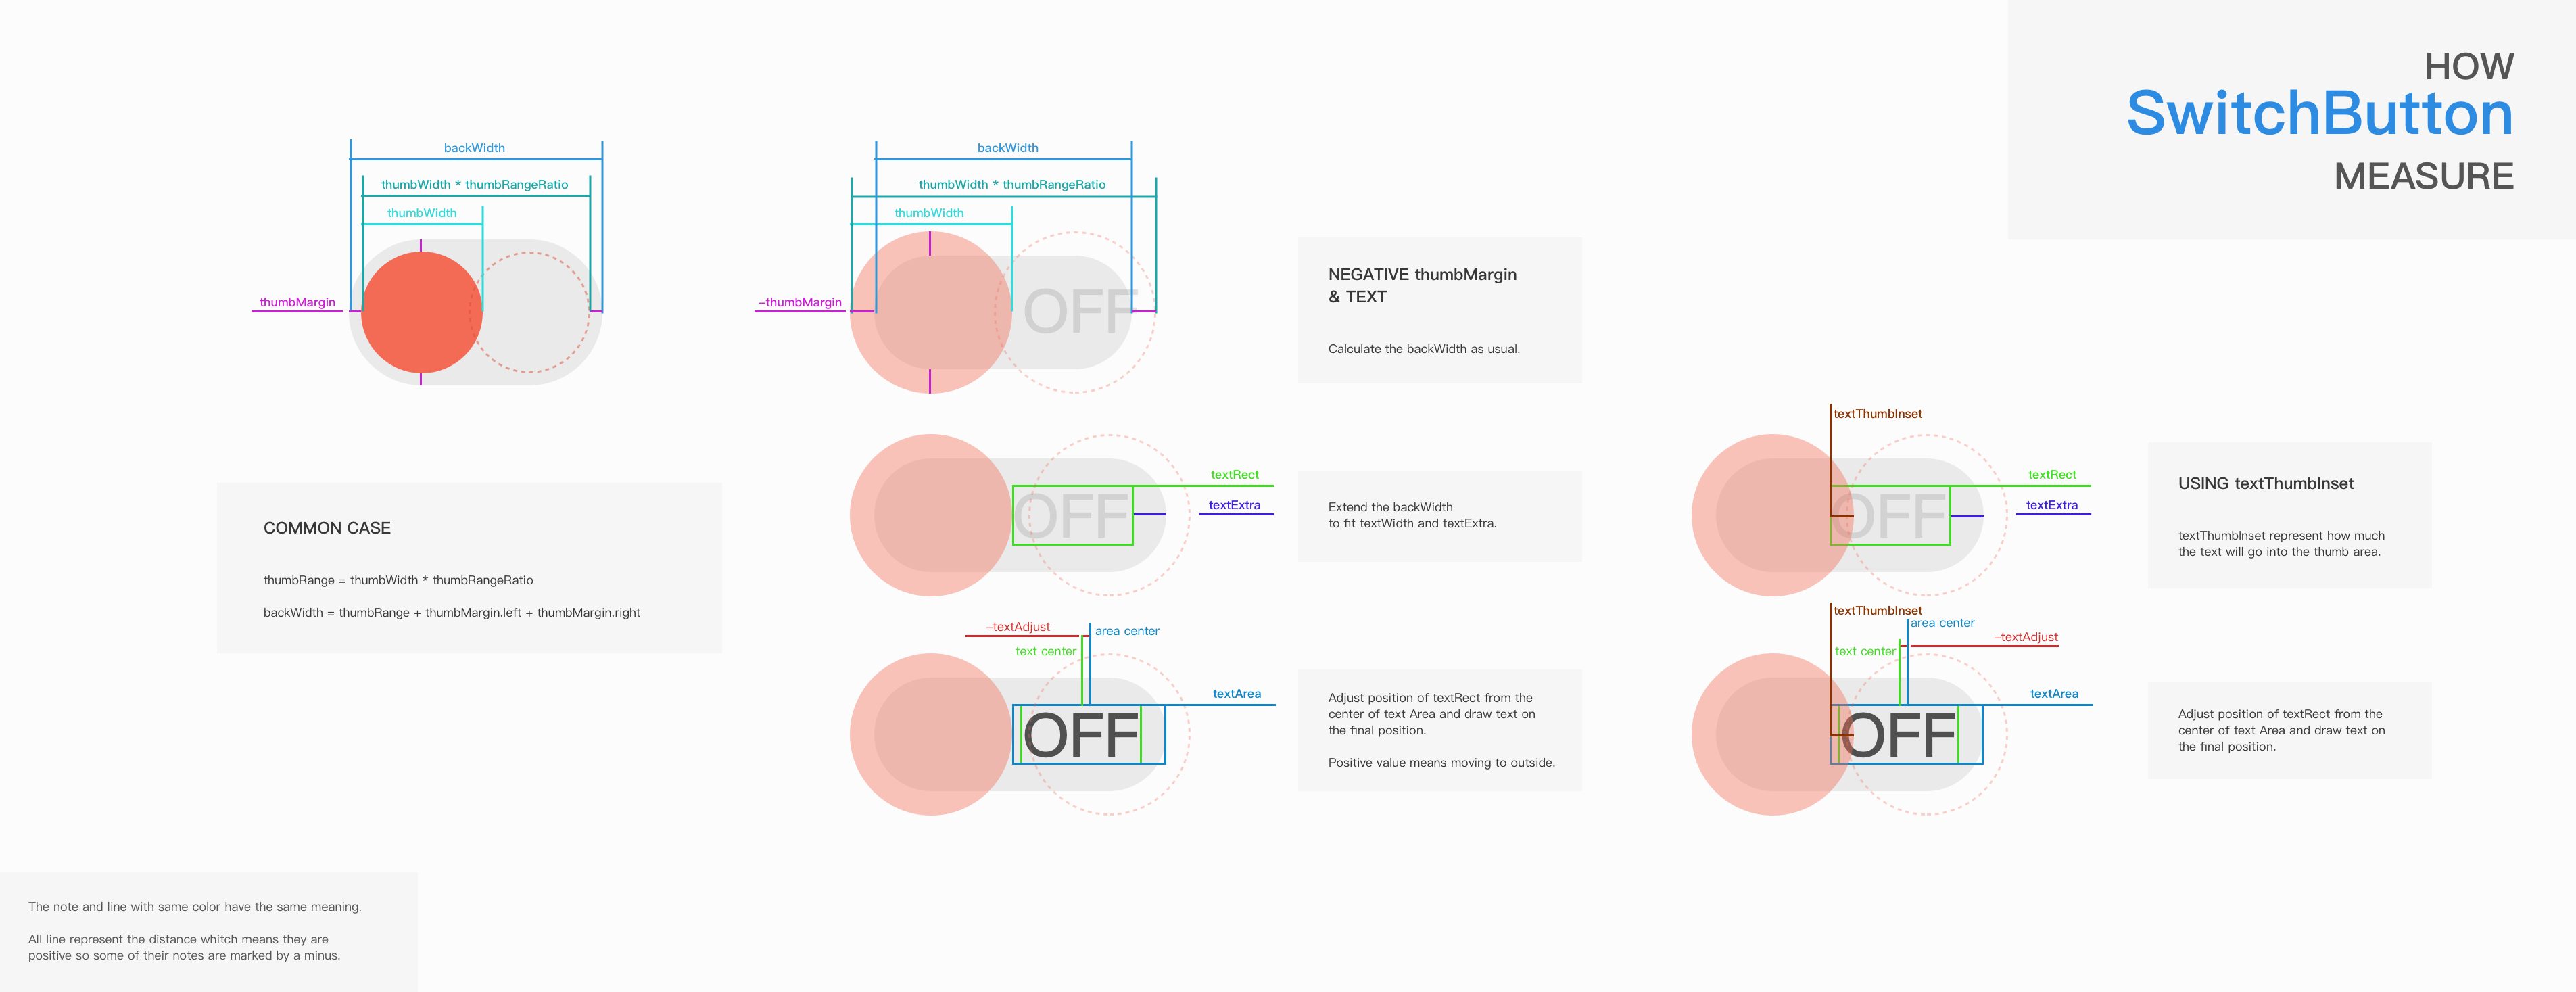 HOW
SwitchButton
MEASURE
backWidth
thumbWidth * thumbRangeRatio
thumbWidth
thumbMargin
COMMON CASE
thumbRange = thumbWidth * thumbRangeRatio
backWidth = thumbRange + thumbMargin.left + thumbMargin.right
backWidth
thumbWidth * thumbRangeRatio
thumbWidth
-thumbMargin
OFF
NEGATIVE thumbMargin
& TEXT
Calculate the backWidth as usual.
textRect
textExtra
OFF
Extend the backWidth
to fit textWidth and textExtra.
-textAdjust
area center
text center
textArea
OFF
Adjust position of textRect from the
center of text Area and draw text on
the final position.
Positive value means moving to outside.
textThumbInset
textRect
textExtra
OFF
USING textThumbInset
textThumbInset represent how much
the text will go into the thumb area.
textThumbInset
area center
-textAdjust
text center
textArea
OFF
Adjust position of textRect from the
center of text Area and draw text on
the final position.
The note and line with same color have the same meaning.
All line represent the distance whitch means they are
positive so some of their notes are marked by a minus.